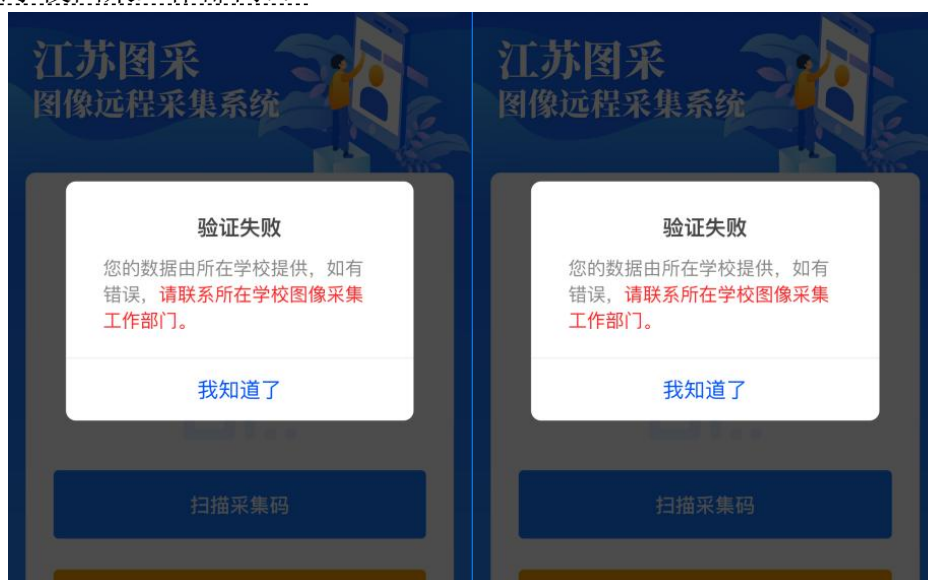 江苏图采
图像远程采集系统
验证失败
您的数据由所在学校提供，如有
错误，请联系所在学校图像采集
工作部门。
我知道了
扫描采集码
江苏图采
图像远程采集系统
验证失败
您的数据由所在学校提供，如有
错误，请联系所在学校图像采集
工作部门。
我知道了
扫描采集码